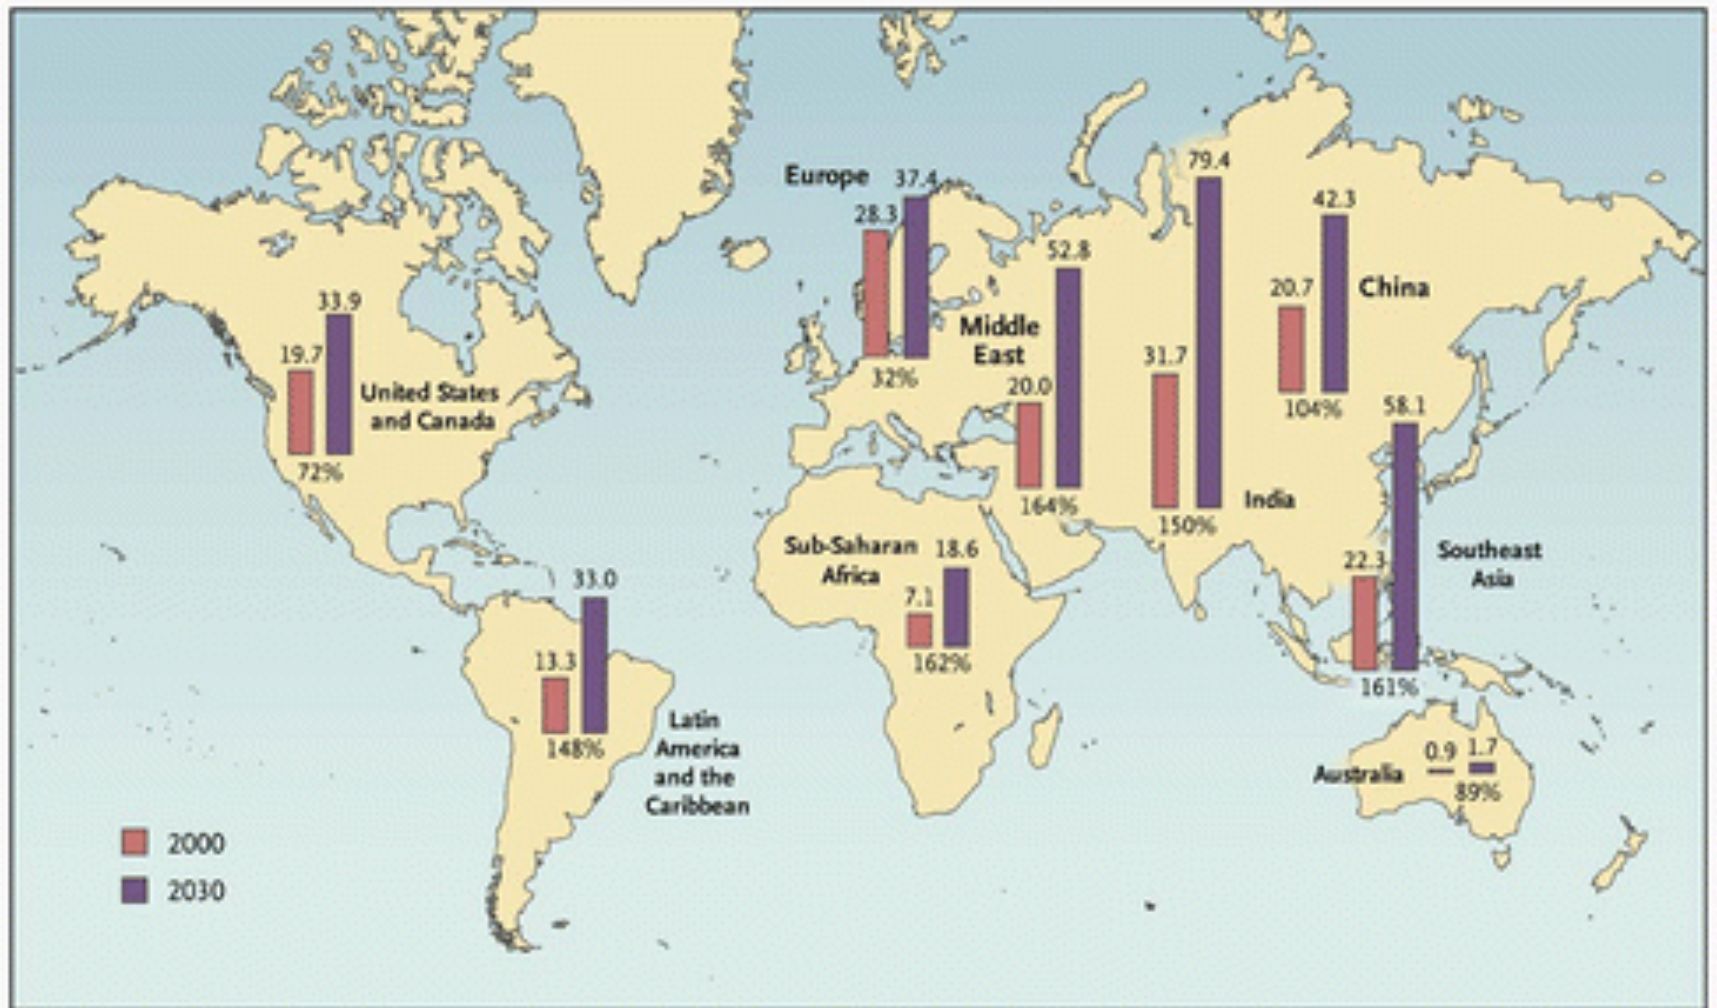 Europe
37.4
28.3
32%
79.4
31.7
150%
India
42.3
20.7
China
104%
52.8
Middle
East
20.0
164%
33.9
19.7
United States
and Canada
72%
58.1
22.3
Southeast
Asia
161%
Sub-Saharan
Africa
18.6
7.1
162%
33.0
13.3
148%
Latin
America
and the
Caribbean
0.9
1.7
Australia
89%
2000
2030